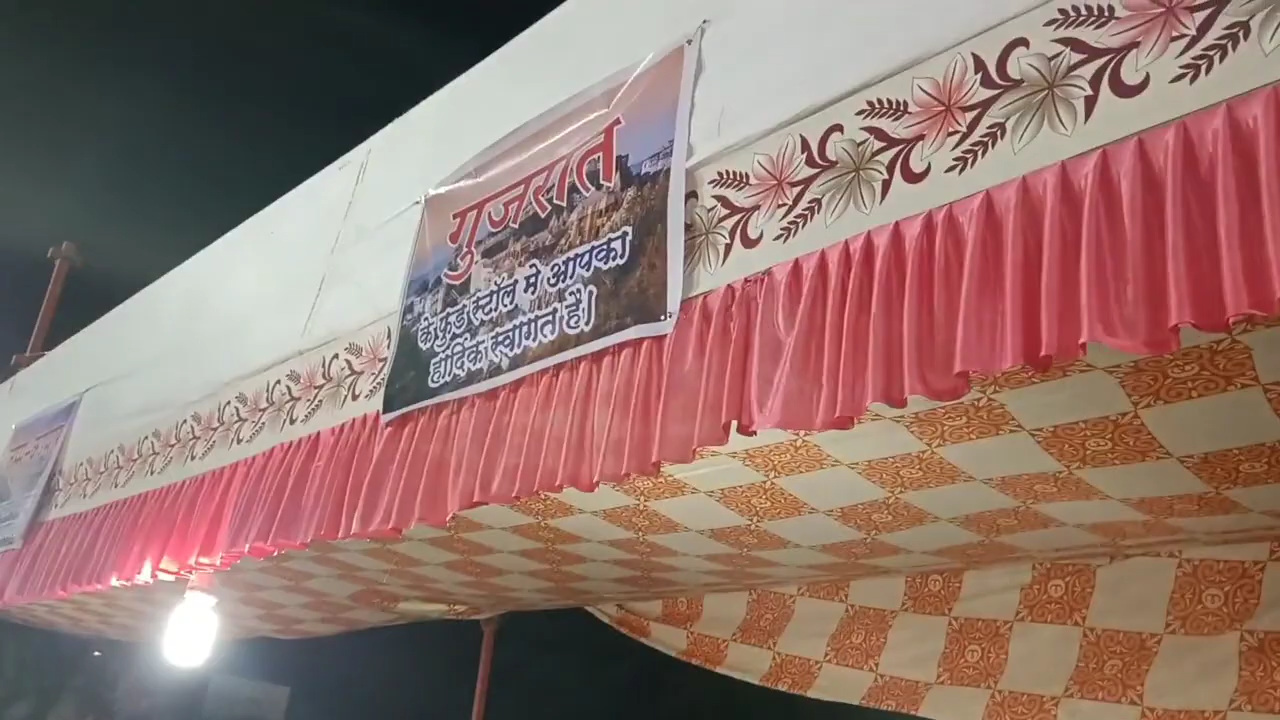 गुजरात
के फुड स्टॉल मे आपका
हार्दिक स्वागत है।